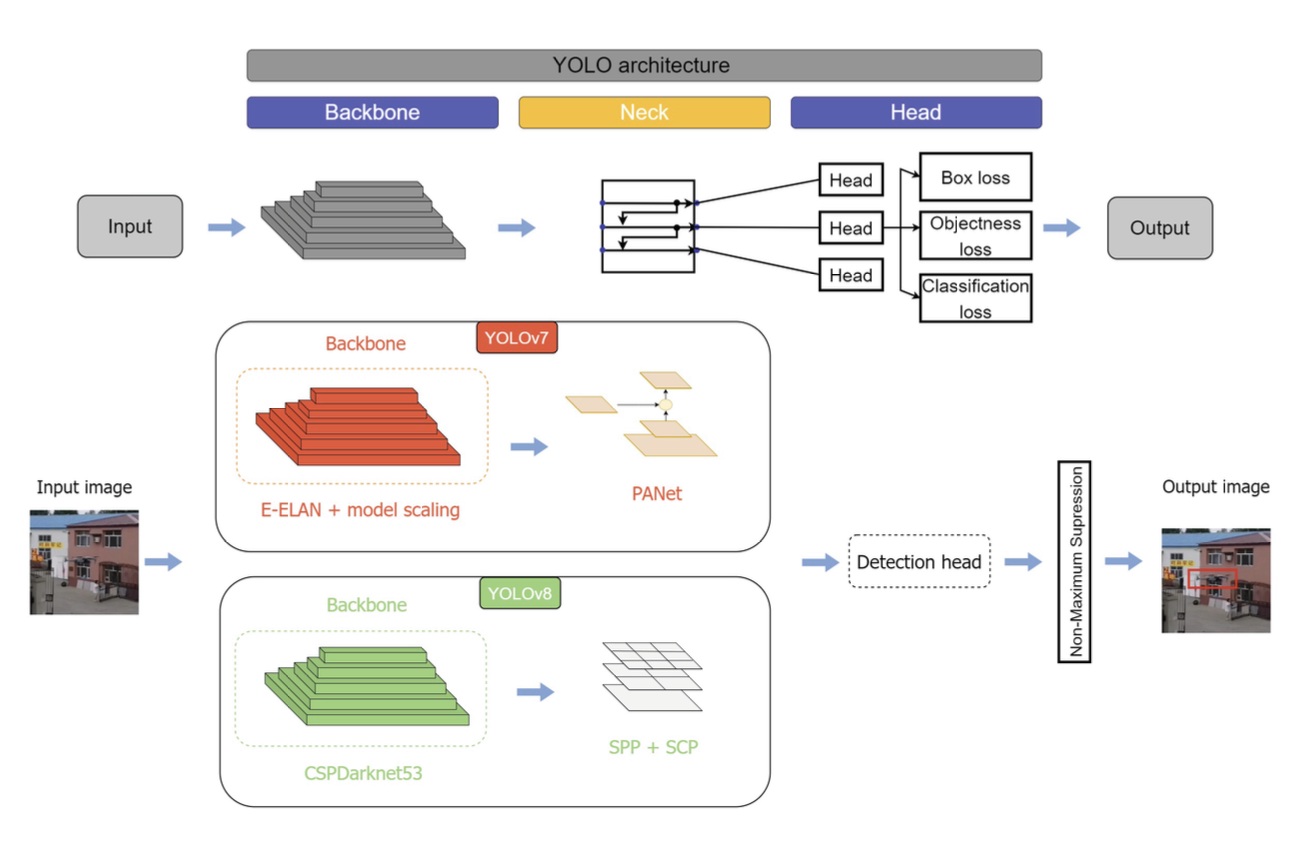 YOLO architecture
Backbone
Neck
Head
Input
Head
Head
Head
Box loss
Objectness
loss
Classification
loss
Output
YOLOv7
Backbone
E-ELAN + model scaling
PANet
Input image
YOLOv8
Backbone
CSPDarknet53
SPP + SCP
Detection head
Non-Maximum Supression
Output image